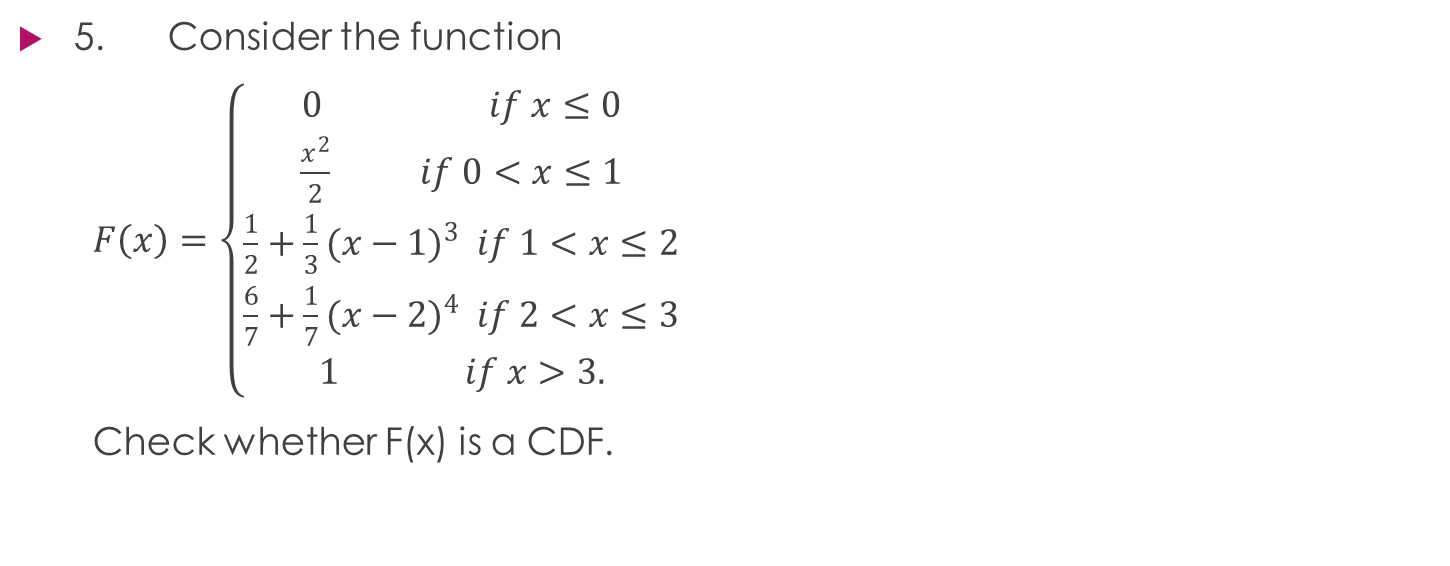 5. Consider the function
0 if x ≤ 0
x²/2 if 0 < x ≤ 1
F(x) = { 1/2 + 1/3 (x − 1)³ if 1 < x ≤ 2
6/7 + 1/7 (x − 2)⁴ if 2 < x ≤ 3
1 if x > 3.
Check whether F(x) is a CDF.